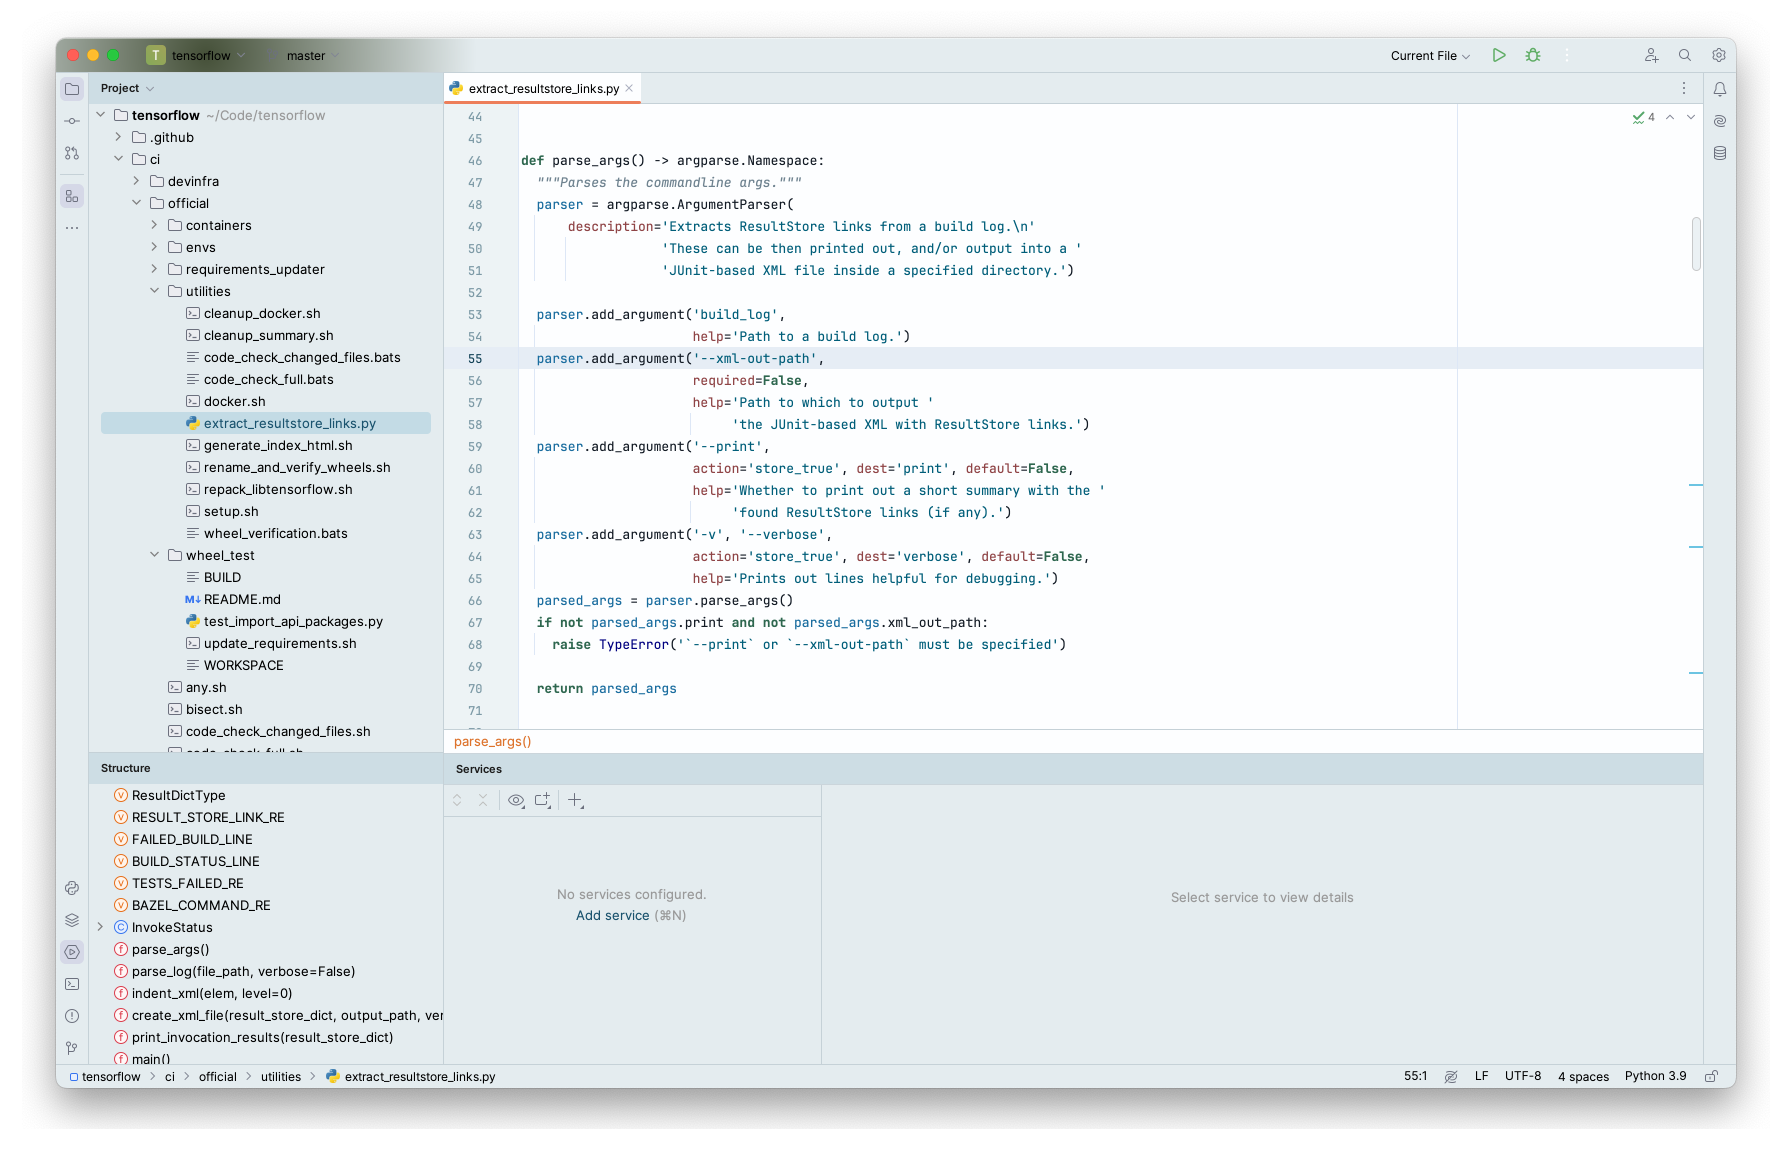 T tensorflow master Current File
Project
tensorflow ~/Code/tensorflow
.github
ci
devinfra
official
containers
envs
requirements_updater
utilities
cleanup_docker.sh
cleanup_summary.sh
code_check_changed_files.bats
code_check_full.bats
docker.sh
extract_resultstore_links.py
generate_index_html.sh
rename_and_verify_wheels.sh
repack_libtensorflow.sh
setup.sh
wheel_verification.bats
wheel_test
BUILD
M↓ README.md
test_import_api_packages.py
update_requirements.sh
WORKSPACE
any.sh
bisect.sh
code_check_changed_files.sh
code_check_full.sh
extract_resultstore_links.py
4
44
45
46 def parse_args() -> argparse.Namespace:
47 """Parses the commandline args."""
48 parser = argparse.ArgumentParser(
49 description='Extracts ResultStore links from a build log.\n'
50 'These can be then printed out, and/or output into a '
51 'JUnit-based XML file inside a specified directory.')
52
53 parser.add_argument('build_log',
54 help='Path to a build log.')
55 parser.add_argument('--xml-out-path',
56 required=False,
57 help='Path to which to output '
58 'the JUnit-based XML with ResultStore links.')
59 parser.add_argument('--print',
60 action='store_true', dest='print', default=False,
61 help='Whether to print out a short summary with the '
62 'found ResultStore links (if any).')
63 parser.add_argument('-v', '--verbose',
64 action='store_true', dest='verbose', default=False,
65 help='Prints out lines helpful for debugging.')
66 parsed_args = parser.parse_args()
67 if not parsed_args.print and not parsed_args.xml_out_path:
68 raise TypeError('`--print` or `--xml-out-path` must be specified')
69
70 return parsed_args
71
parse_args()
Structure
V ResultDictType
V RESULT_STORE_LINK_RE
V FAILED_BUILD_LINE
V BUILD_STATUS_LINE
V TESTS_FAILED_RE
V BAZEL_COMMAND_RE
C InvokeStatus
f parse_args()
f parse_log(file_path, verbose=False)
f indent_xml(elem, level=0)
f create_xml_file(result_store_dict, output_path, ver
f print_invocation_results(result_store_dict)
f main()
Services
No services configured.
Add service (⌘N)
Select service to view details
tensorflow ci official utilities extract_resultstore_links.py
55:1 LF UTF-8 4 spaces Python 3.9